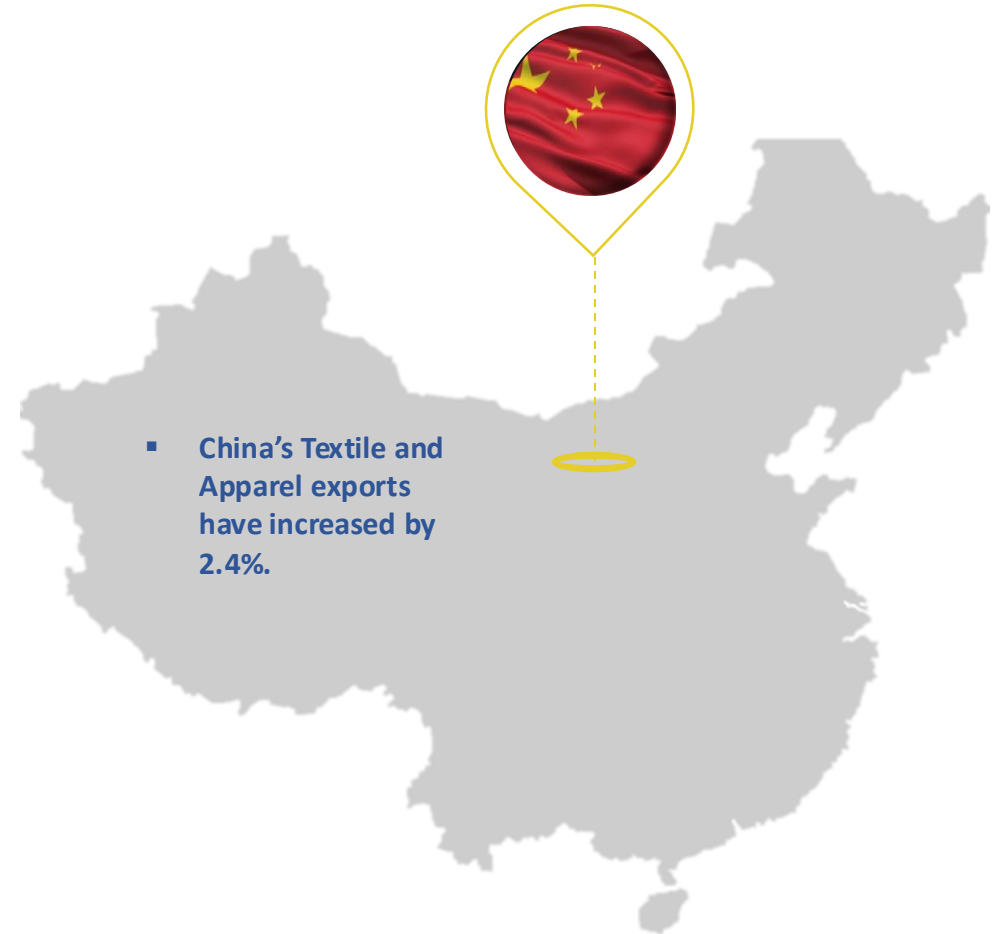 ▪ China’s Textile and
Apparel exports
have increased by
2.4%.